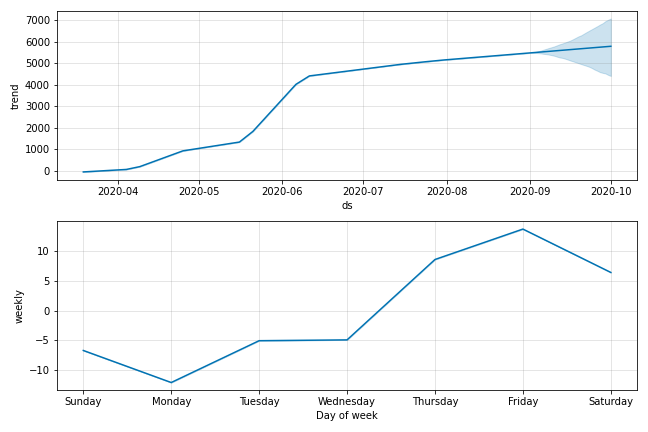 7000
6000
5000
4000
3000
2000
1000
0
trend
2020-04 2020-05 2020-06 2020-07 2020-08 2020-09 2020-10
ds
10
5
0
−5
−10
weekly
Sunday Monday Tuesday Wednesday Thursday Friday Saturday
Day of week